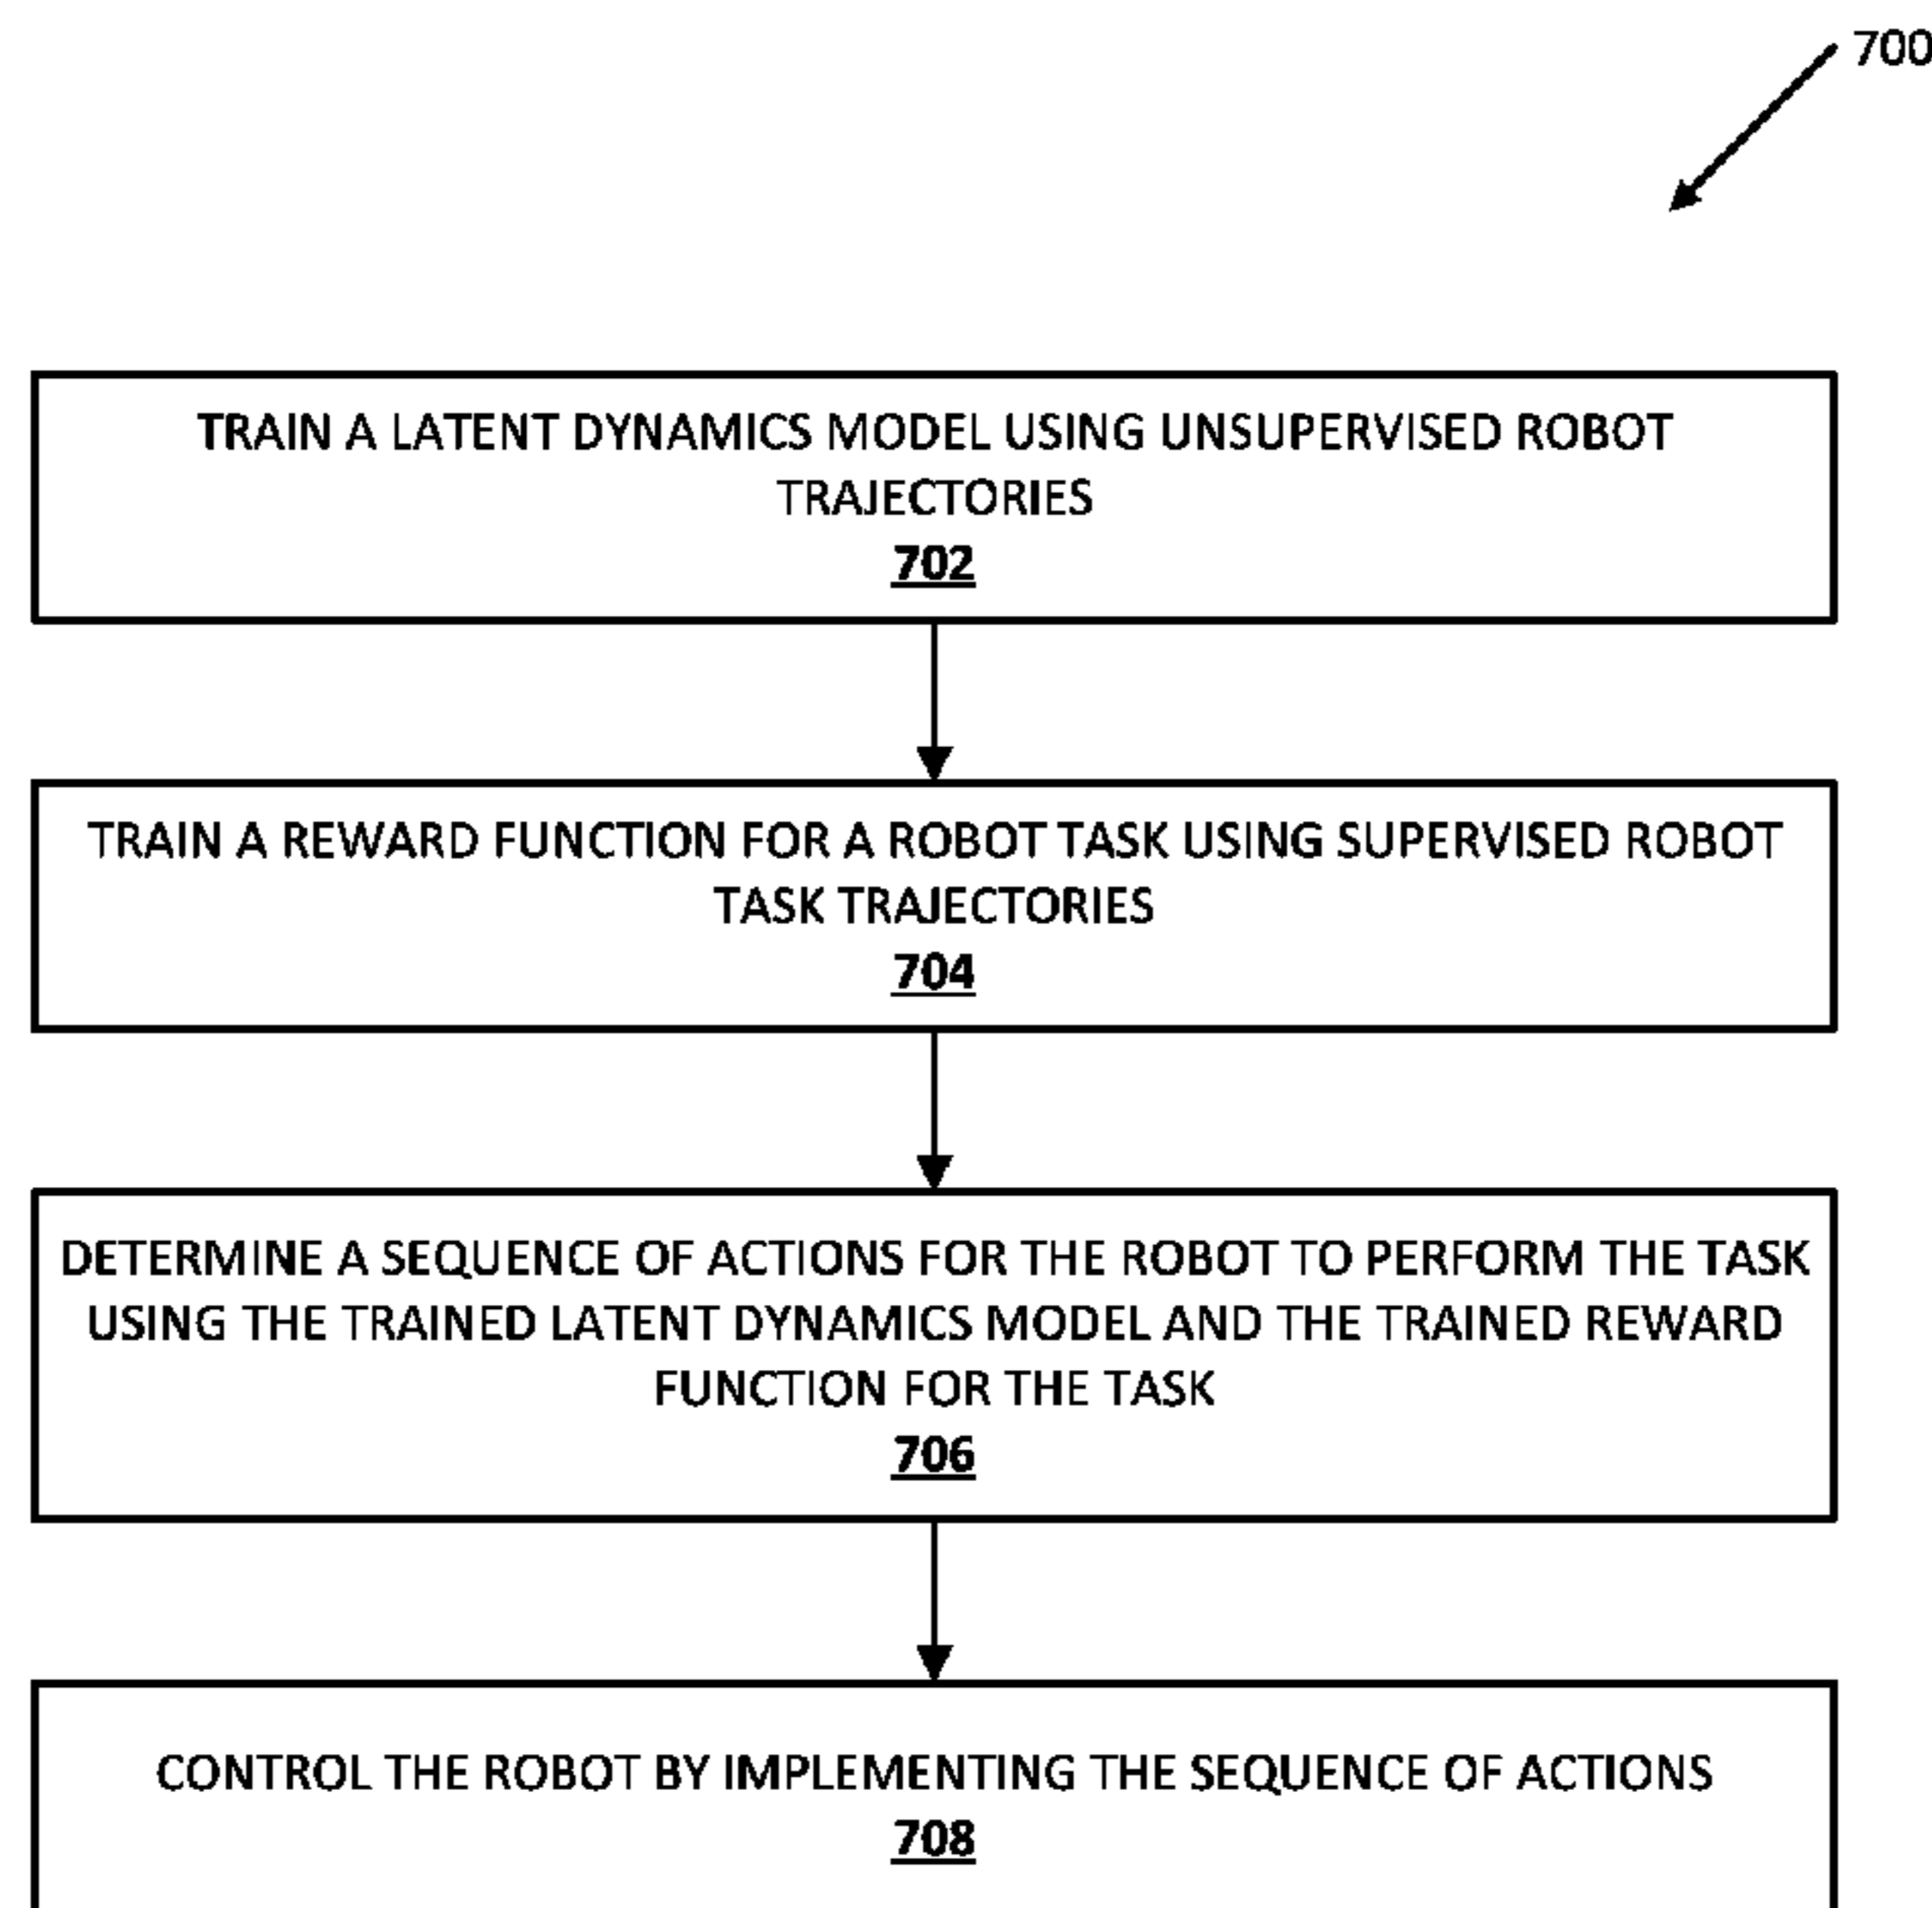 700
TRAIN A LATENT DYNAMICS MODEL USING UNSUPERVISED ROBOT
TRAJECTORIES
702
TRAIN A REWARD FUNCTION FOR A ROBOT TASK USING SUPERVISED ROBOT
TASK TRAJECTORIES
704
DETERMINE A SEQUENCE OF ACTIONS FOR THE ROBOT TO PERFORM THE TASK
USING THE TRAINED LATENT DYNAMICS MODEL AND THE TRAINED REWARD
FUNCTION FOR THE TASK
706
CONTROL THE ROBOT BY IMPLEMENTING THE SEQUENCE OF ACTIONS
708